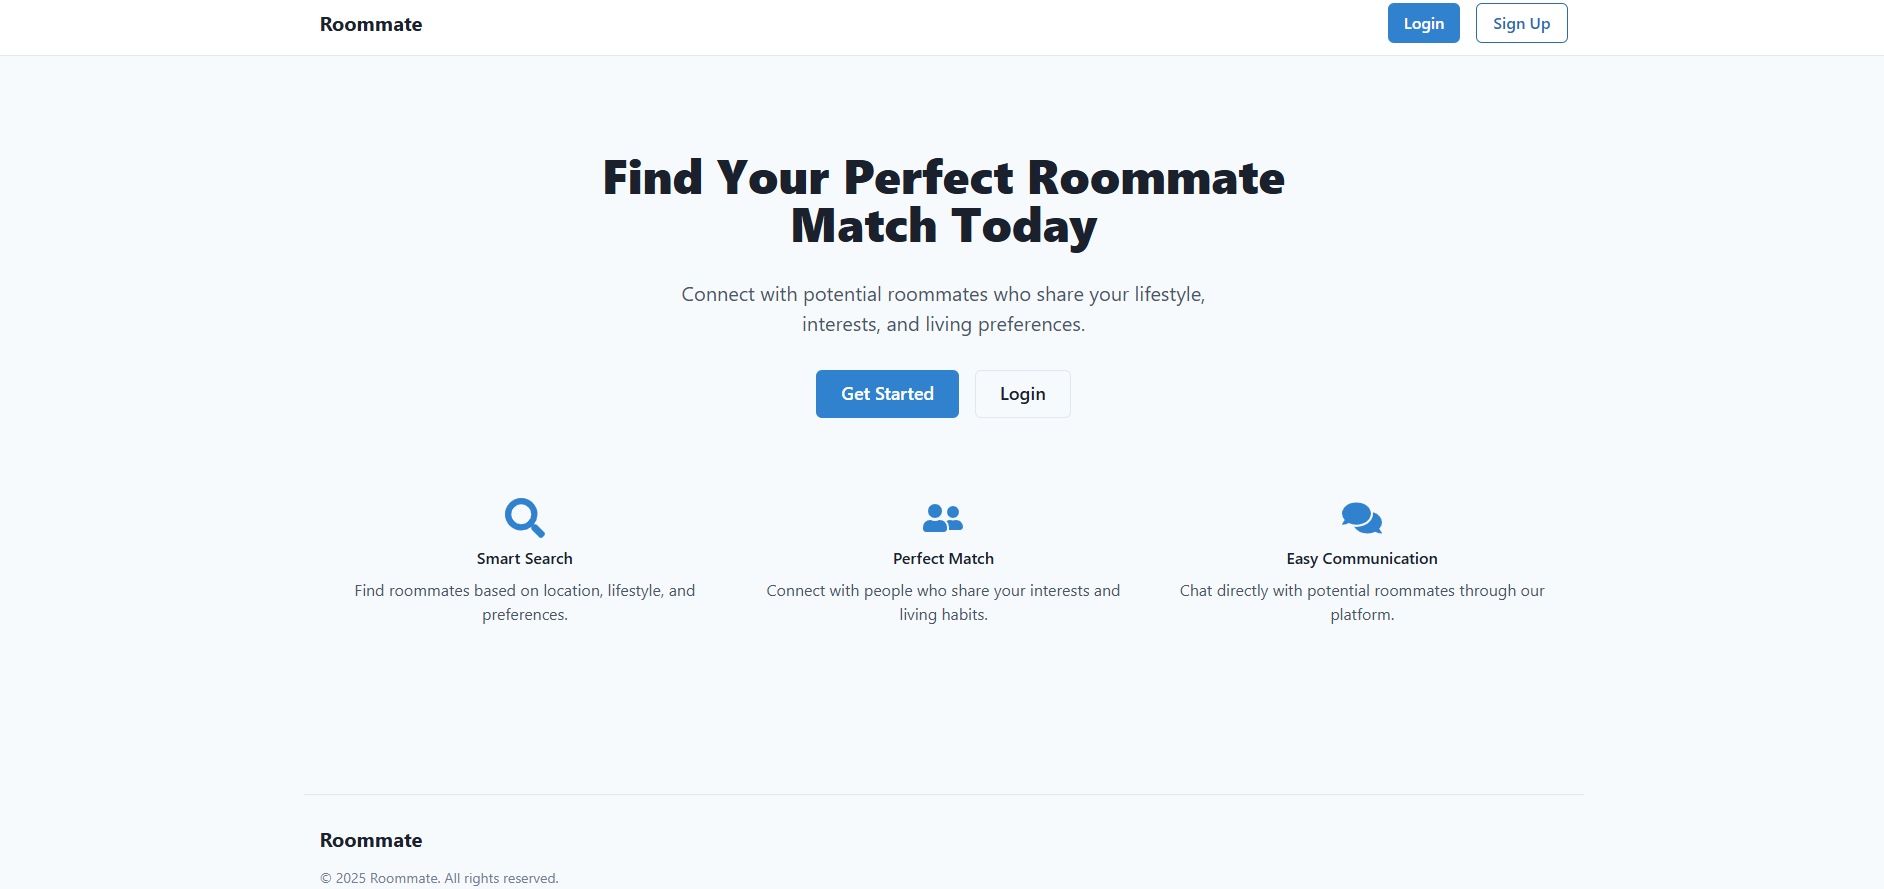 Roommate
Login
Sign Up
Find Your Perfect Roommate
Match Today
Connect with potential roommates who share your lifestyle,
interests, and living preferences.
Get Started
Login
Smart Search
Find roommates based on location, lifestyle, and
preferences.
Perfect Match
Connect with people who share your interests and
living habits.
Easy Communication
Chat directly with potential roommates through our
platform.
Roommate
© 2025 Roommate. All rights reserved.